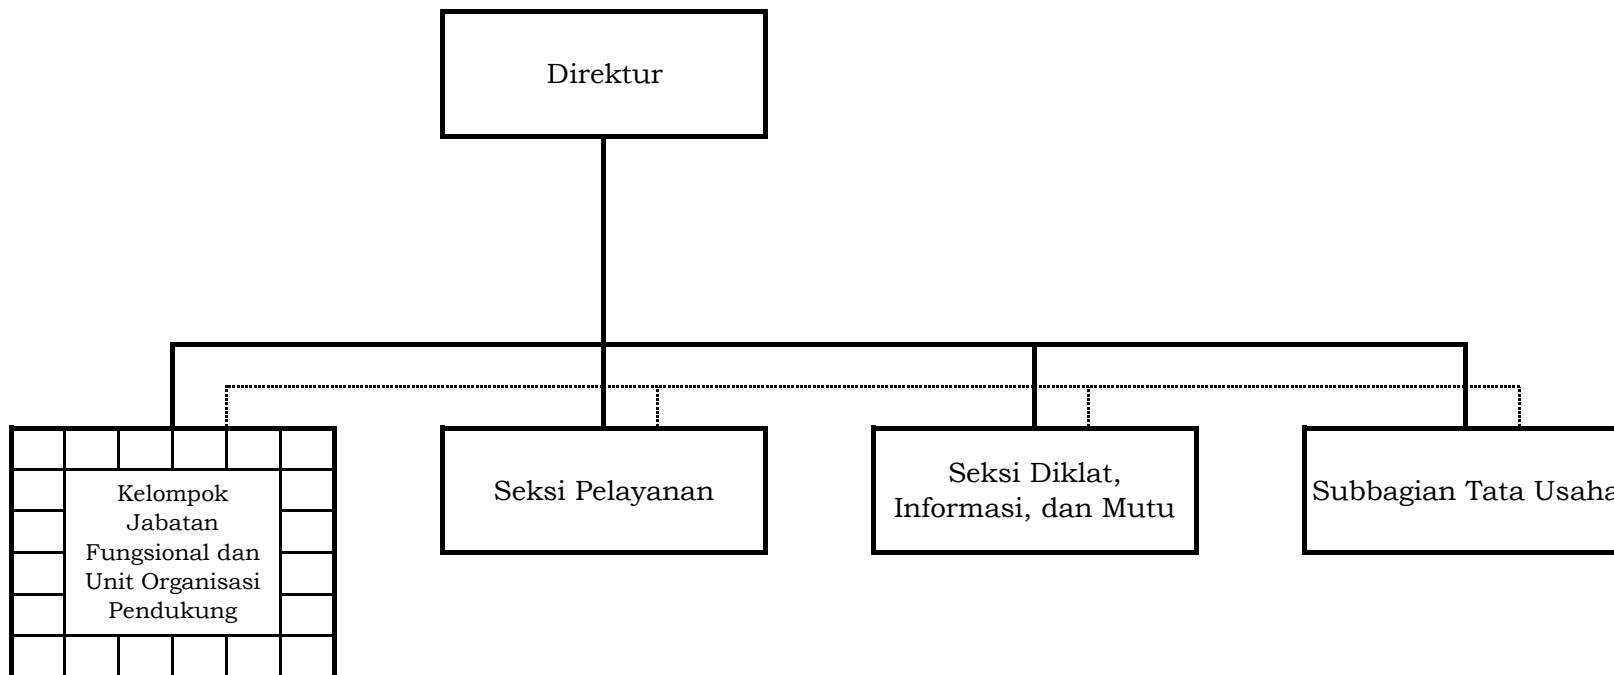 Direktur
Kelompok
Jabatan
Fungsional dan
Unit Organisasi
Pendukung
Seksi Pelayanan
Seksi Diklat,
Informasi, dan Mutu
Subbagian Tata Usaha